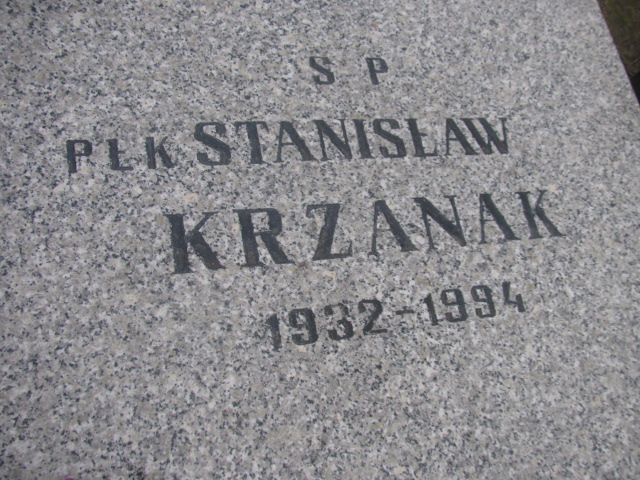 S P
PŁK STANISŁAW
KRZANAK
1932-1994